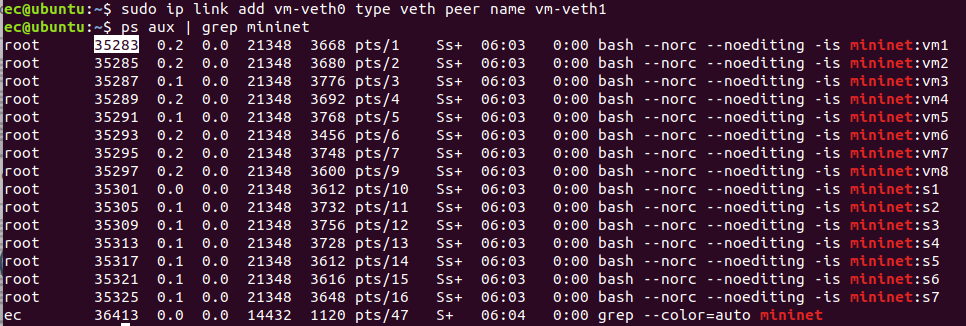 ec@ubuntu:~$ sudo ip link add vm-veth0 type veth peer name vm-veth1
ec@ubuntu:~$ ps aux | grep mininet
root 35283 0.2 0.0 21348 3668 pts/1 Ss+ 06:03 0:00 bash --norc --noediting -is mininet:vm1
root 35285 0.2 0.0 21348 3680 pts/2 Ss+ 06:03 0:00 bash --norc --noediting -is mininet:vm2
root 35287 0.1 0.0 21348 3776 pts/3 Ss+ 06:03 0:00 bash --norc --noediting -is mininet:vm3
root 35289 0.2 0.0 21348 3692 pts/4 Ss+ 06:03 0:00 bash --norc --noediting -is mininet:vm4
root 35291 0.1 0.0 21348 3768 pts/5 Ss+ 06:03 0:00 bash --norc --noediting -is mininet:vm5
root 35293 0.2 0.0 21348 3456 pts/6 Ss+ 06:03 0:00 bash --norc --noediting -is mininet:vm6
root 35295 0.2 0.0 21348 3748 pts/7 Ss+ 06:03 0:00 bash --norc --noediting -is mininet:vm7
root 35297 0.2 0.0 21348 3600 pts/9 Ss+ 06:03 0:00 bash --norc --noediting -is mininet:vm8
root 35301 0.0 0.0 21348 3612 pts/10 Ss+ 06:03 0:00 bash --norc --noediting -is mininet:s1
root 35305 0.1 0.0 21348 3732 pts/11 Ss+ 06:03 0:00 bash --norc --noediting -is mininet:s2
root 35309 0.1 0.0 21348 3756 pts/12 Ss+ 06:03 0:00 bash --norc --noediting -is mininet:s3
root 35313 0.1 0.0 21348 3728 pts/13 Ss+ 06:03 0:00 bash --norc --noediting -is mininet:s4
root 35317 0.1 0.0 21348 3612 pts/14 Ss+ 06:03 0:00 bash --norc --noediting -is mininet:s5
root 35321 0.1 0.0 21348 3616 pts/15 Ss+ 06:03 0:00 bash --norc --noediting -is mininet:s6
root 35325 0.1 0.0 21348 3648 pts/16 Ss+ 06:03 0:00 bash --norc --noediting -is mininet:s7
ec 36413 0.0 0.0 14432 1120 pts/47 S+ 06:04 0:00 grep --color=auto mininet